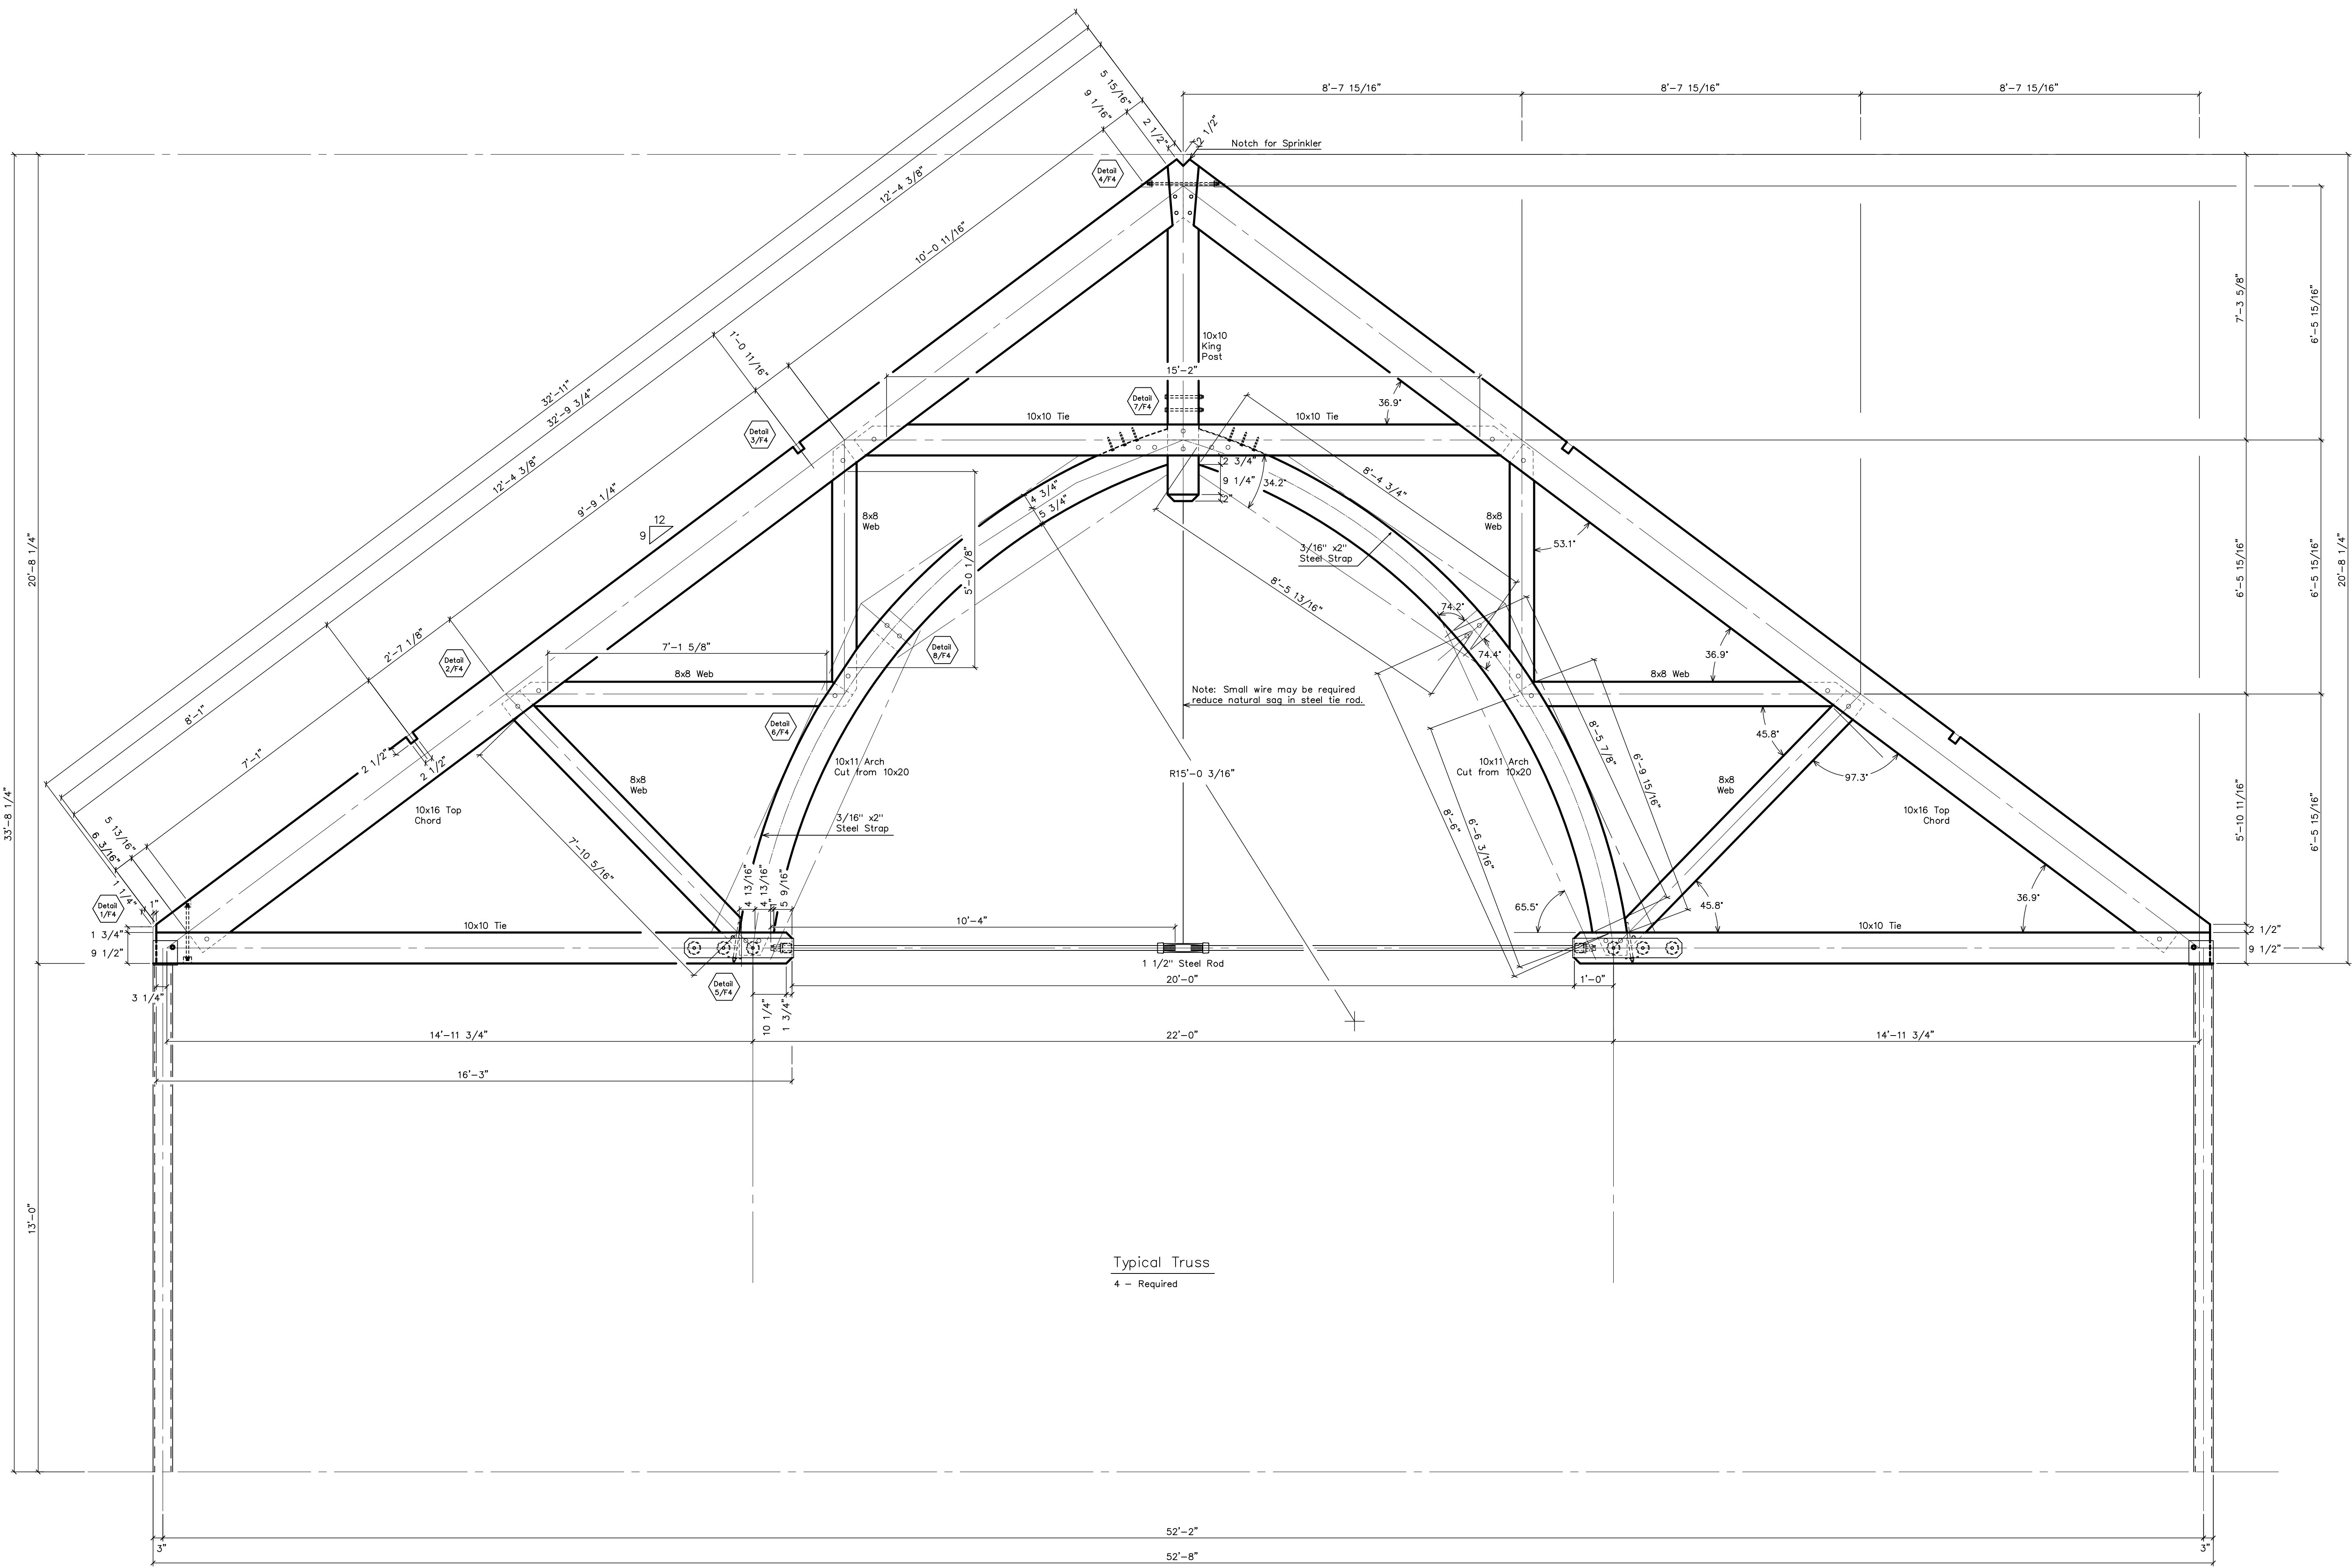 5 15/16"
9 1/16"
2 1/2"
2 1/2"
Notch for Sprinkler
8'-7 15/16"
8'-7 15/16"
8'-7 15/16"
Detail
4/F4
12'-4 3/8"
10'-0 11/16"
32'-11"
32'-9 3/4"
12'-4 3/8"
9'-9 1/4"
1'-0 11/16"
Detail
3/F4
12
9
2'-7 1/8"
Detail
2/F4
8'-1"
7'-1"
2 1/2"
2 1/2"
5 13/16"
6 3/16"
1 1/4"
1"
Detail
1/F4
1 3/4"
9 1/2"
3 1/4"
20'-8 1/4"
33'-8 1/4"
13'-0"
10x10
King
Post
15'-2"
Detail
7/F4
10x10 Tie
10x10 Tie
36.9°
2 3/4"
9 1/4"
2"
34.2°
8'-4 3/4"
8'-5 13/16"
4 3/4"
5 3/4"
5'-0 1/8"
8x8
Web
8x8
Web
53.1°
3/16" x2"
Steel Strap
74.2°
74.4°
7'-1 5/8"
8x8 Web
Detail
8/F4
Detail
6/F4
Note: Small wire may be required
reduce natural sag in steel tie rod.
36.9°
8x8 Web
45.8°
97.3°
10x11 Arch
Cut from 10x20
R15'-0 3/16"
10x11 Arch
Cut from 10x20
8'-5 7/8"
6'-9 15/16"
8'-6"
6'-6 3/16"
8x8
Web
8x8
Web
10x16 Top
Chord
10x16 Top
Chord
3/16" x2"
Steel Strap
7'-10 5/16"
4 13/16"
4 13/16"
1"
5 9/16"
10'-4"
65.5°
45.8°
36.9°
10x10 Tie
10x10 Tie
1 1/2" Steel Rod
Detail
5/F4
20'-0"
1'-0"
10 1/4"
1 3/4"
14'-11 3/4"
22'-0"
14'-11 3/4"
16'-3"
7'-3 5/8"
6'-5 15/16"
6'-5 15/16"
6'-5 15/16"
20'-8 1/4"
5'-10 11/16"
6'-5 15/16"
2 1/2"
9 1/2"
Typical Truss
4 - Required
52'-2"
3"
3"
52'-8"